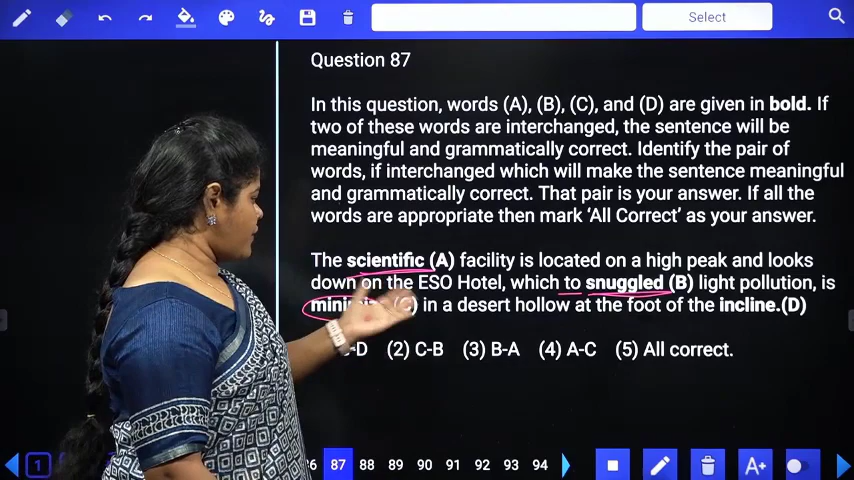 Select
Question 87
In this question, words (A), (B), (C), and (D) are given in bold. If
two of these words are interchanged, the sentence will be
meaningful and grammatically correct. Identify the pair of
words, if interchanged which will make the sentence meaningful
and grammatically correct. That pair is your answer. If all the
words are appropriate then mark ‘All Correct’ as your answer.
The scientific (A) facility is located on a high peak and looks
down on the ESO Hotel, which to snuggled (B) light pollution, is
(C) in a desert hollow at the foot of the incline.(D)
-D (2) C-B (3) B-A (4) A-C (5) All correct.
1 87 88 89 90 91 92 93 94 A+